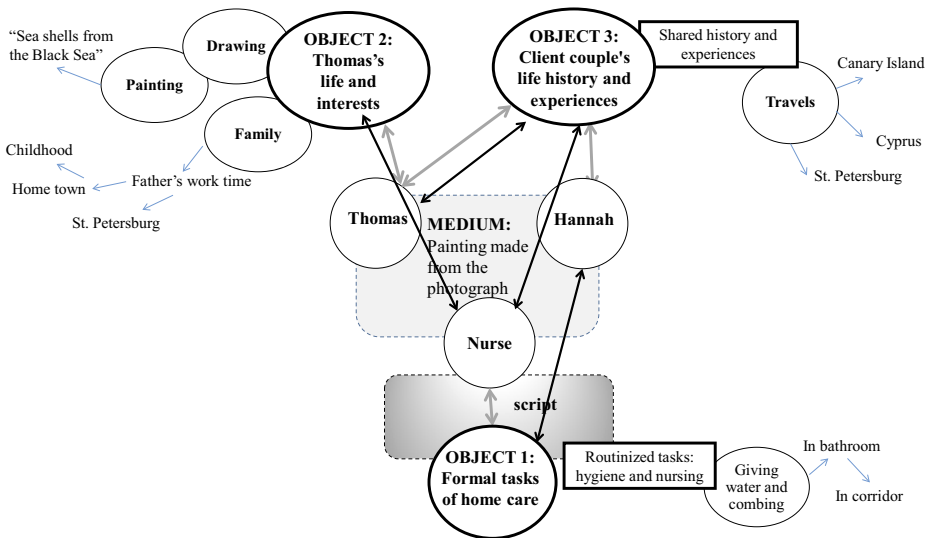 “Sea shells from
the Black Sea”
Painting
Drawing
Family
OBJECT 2:
Thomas's
life and
interests
OBJECT 3:
Client couple's
life history and
experiences
Shared history and
experiences
Travels
Canary Island
Cyprus
St. Petersburg
Childhood
Home town
Father’s work time
St. Petersburg
Thomas
MEDIUM:
Painting made
from the
photograph
Hannah
Nurse
script
OBJECT 1:
Formal tasks
of home care
Routinized tasks:
hygiene and nursing
Giving
water and
combing
In bathroom
In corridor